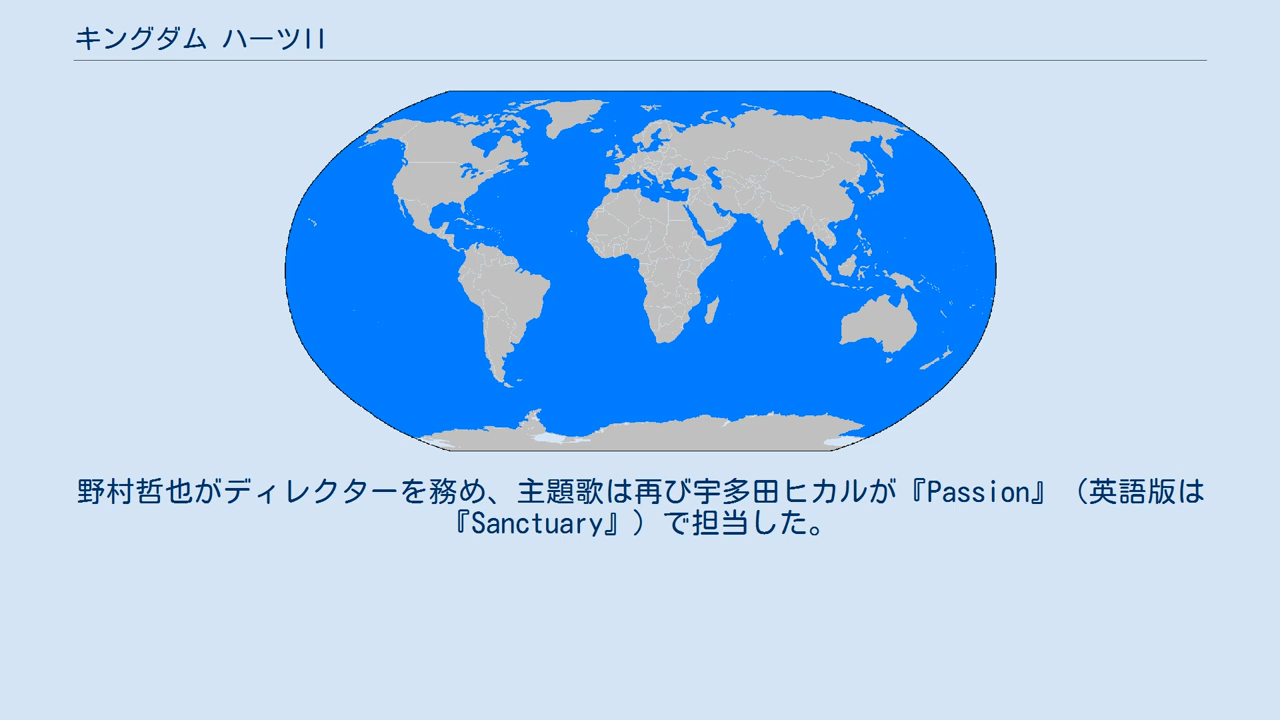 キングダム ハーツII
野村哲也がディレクターを務め、主題歌は再び宇多田ヒカルが『Passion』（英語版は
『Sanctuary』）で担当した。